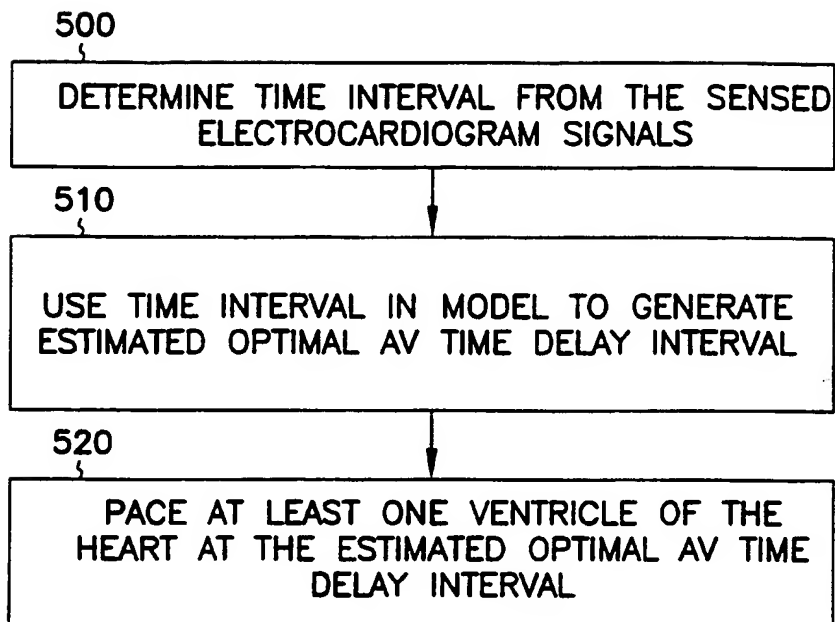 500
DETERMINE TIME INTERVAL FROM THE SENSED
ELECTROCARDIOGRAM SIGNALS
510
USE TIME INTERVAL IN MODEL TO GENERATE
ESTIMATED OPTIMAL AV TIME DELAY INTERVAL
520
PACE AT LEAST ONE VENTRICLE OF THE
HEART AT THE ESTIMATED OPTIMAL AV TIME
DELAY INTERVAL